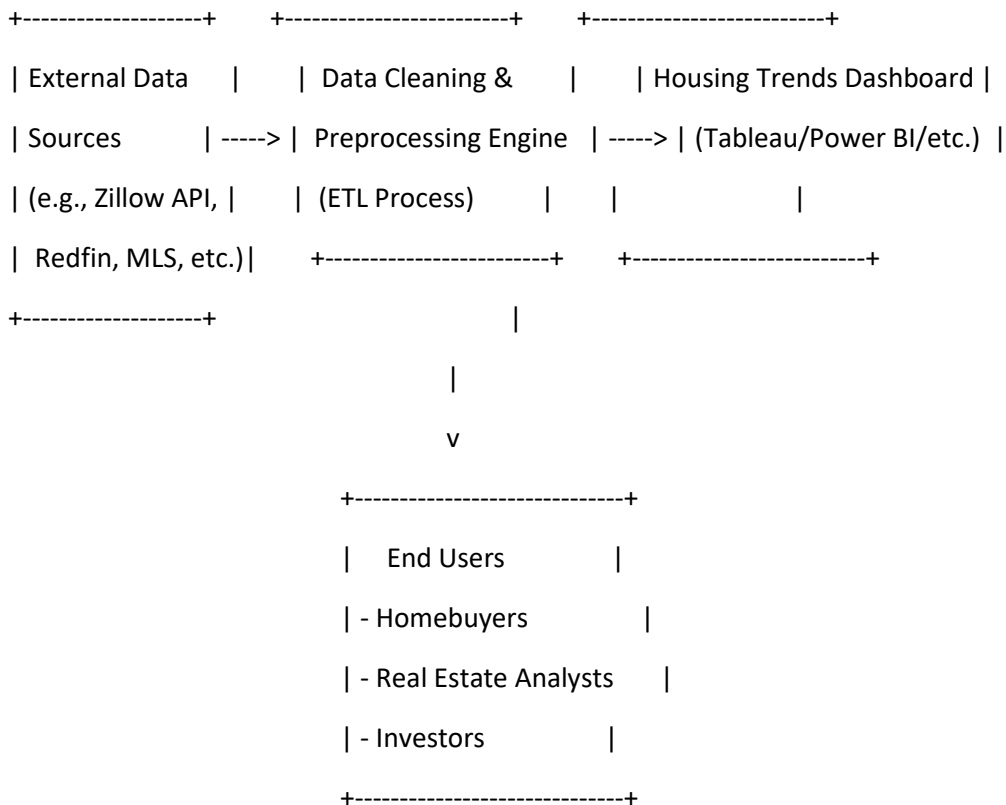 +--------------------+ +-------------------------+ +--------------------------+
| External Data | | Data Cleaning & | | Housing Trends Dashboard |
| Sources | -----> | Preprocessing Engine | -----> | (Tableau/Power BI/etc.) |
| (e.g., Zillow API, | | (ETL Process) | | |
| Redfin, MLS, etc.)| +-------------------------+ +--------------------------+
+--------------------+ |
|
v
+------------------------------+
| End Users |
| - Homebuyers |
| - Real Estate Analysts |
| - Investors |
+------------------------------+